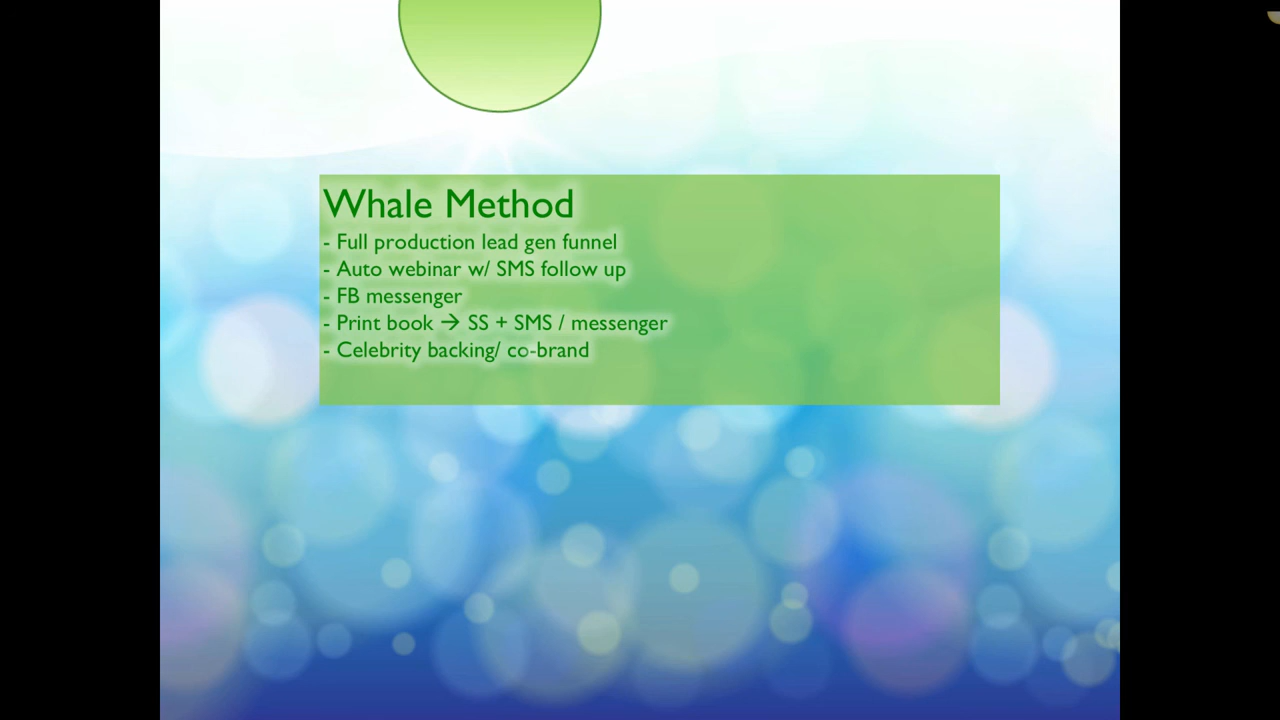 Whale Method
- Full production lead gen funnel
- Auto webinar w/ SMS follow up
- FB messenger
- Print book → SS + SMS / messenger
- Celebrity backing/ co-brand